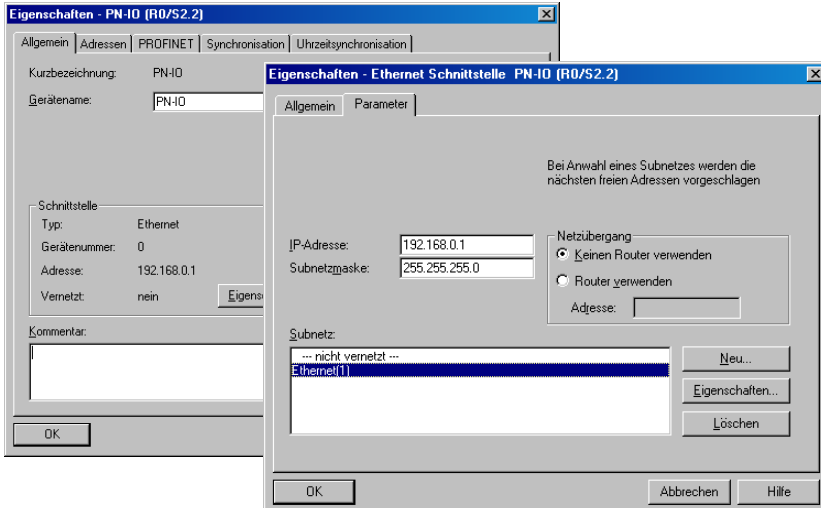 Eigenschaften - PN-IO (R0/S2.2)
Allgemein Adressen PROFINET Synchronisation Uhrzeitsynchronisation
Kurzbezeichnung: PN-IO
Gerätename: PN-IO
Schnittstelle
Typ: Ethernet
Gerätenummer: 0
Adresse: 192.168.0.1
Vernetzt: nein
Kommentar:
OK
Eigenschaften - Ethernet Schnittstelle PN-IO (R0/S2.2)
Allgemein Parameter
Bei Anwahl eines Subnetzes werden die
nächsten freien Adressen vorgeschlagen
IP-Adresse: 192.168.0.1
Subnetzmaske: 255.255.255.0
Netzübergang
Keinen Router verwenden
Router verwenden
Adresse:
Subnetz:
--- nicht vernetzt ---
Ethernet(1)
Neu...
Eigenschaften...
Löschen
OK Abbrechen Hilfe